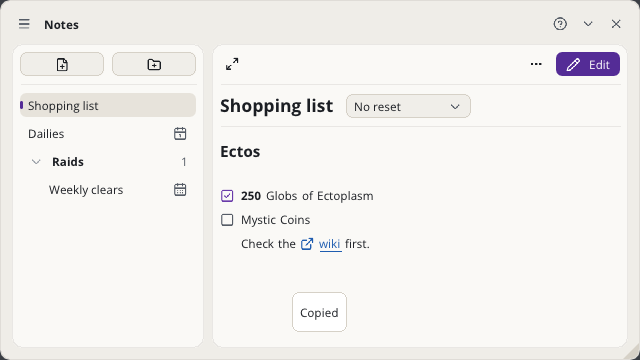 Notes
Shopping list
Dailies
Raids 1
Weekly clears
Edit
Shopping list No reset
Ectos
250 Globs of Ectoplasm
Mystic Coins
Check the wiki first.
Copied